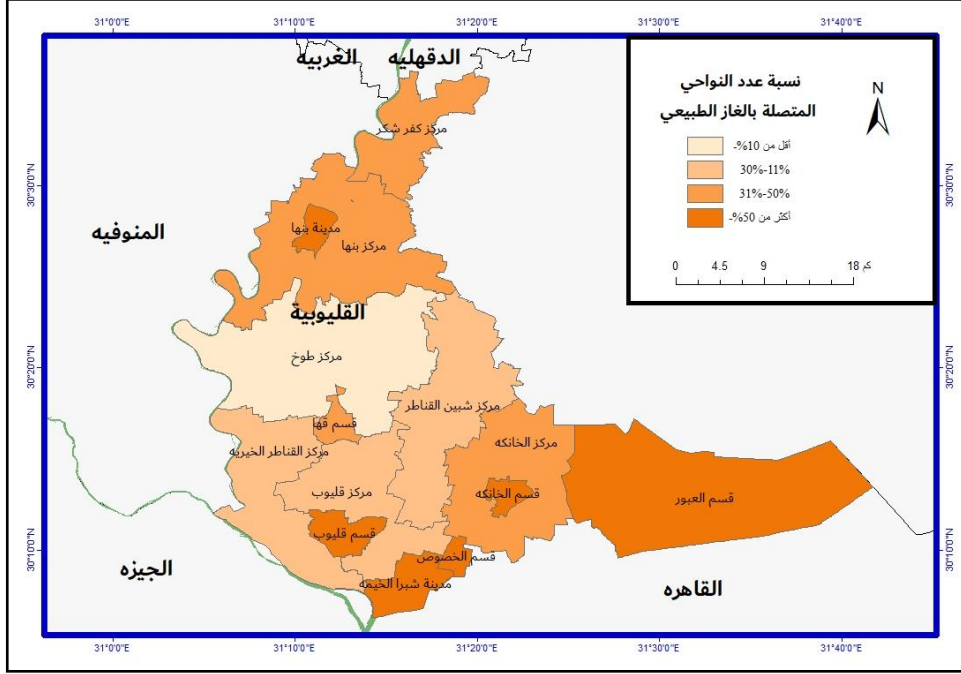 31°0'0"E 31°10'0"E 31°20'0"E 31°30'0"E 31°40'0"E
الغربيه
الدقهليه
نسبة عدد النواحي
المتصلة بالغاز الطبيعي
N
أقل من 10%-
30%-11%
31%-50%
أكثر من 50%-
0 4.5 9 18 كم
مركز كفر شكر
30°30'0"N
30°30'0"N
المنوفيه
مدينة بنها
مركز بنها
القليوبية
مركز طوخ
30°20'0"N
30°20'0"N
مركز شبين القناطر
قسم قها
مركز الخانكه
مركز القناطر الخيريه
مركز قليوب
قسم الخانكه
قسم العبور
قسم قليوب
قسم الخصوص
30°10'0"N
30°10'0"N
الجيزه
مدينة شبرا الخيمه
القاهره
31°0'0"E 31°10'0"E 31°20'0"E 31°30'0"E 31°40'0"E